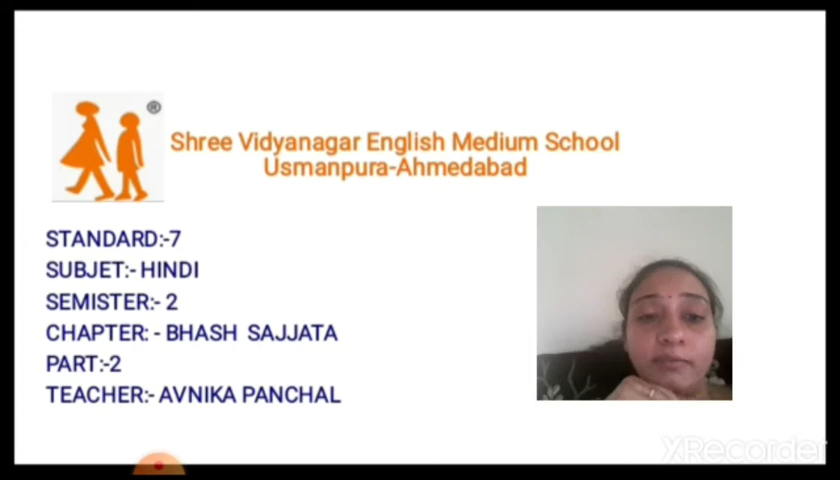 ®
Shree Vidyanagar English Medium School
Usmanpura-Ahmedabad
STANDARD:-7
SUBJET:- HINDI
SEMISTER:- 2
CHAPTER: - BHASH SAJJATA
PART:-2
TEACHER:- AVNIKA PANCHAL
XRecorder